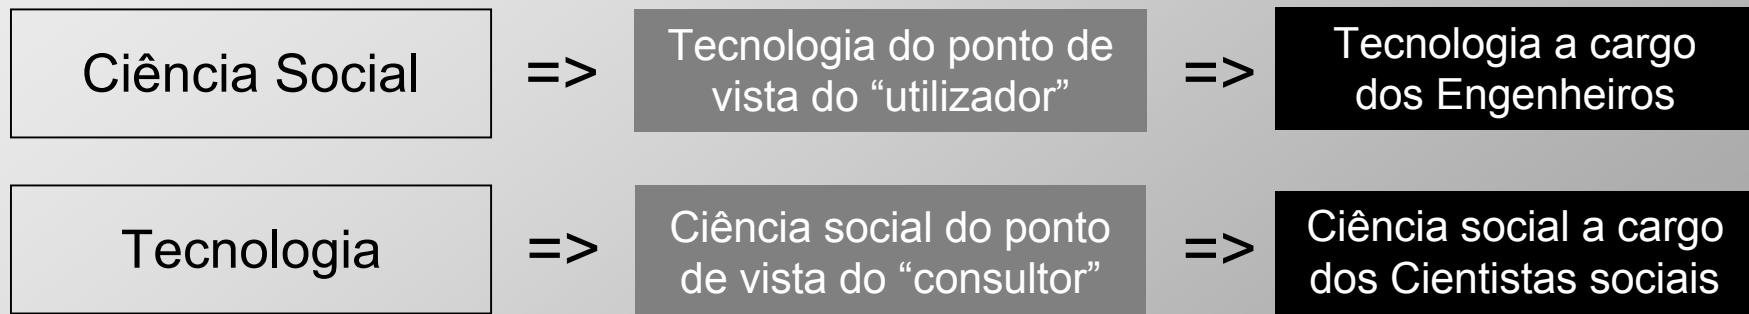 Ciência Social
=>
Tecnologia do ponto de
vista do “utilizador”
=>
Tecnologia a cargo
dos Engenheiros
Tecnologia
=>
Ciência social do ponto
de vista do “consultor”
=>
Ciência social a cargo
dos Cientistas sociais